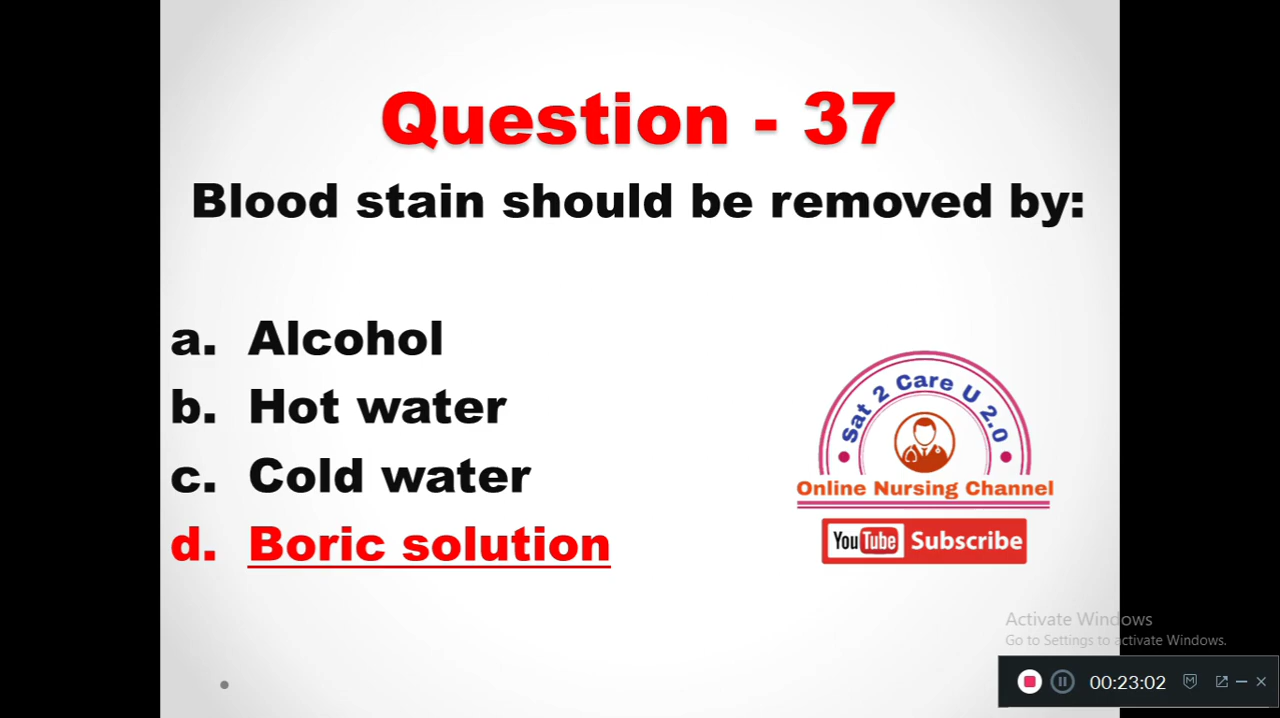 Question - 37
Blood stain should be removed by:
a. Alcohol
b. Hot water
c. Cold water
d. Boric solution
Sat 2 Care U 2.0
Online Nursing Channel
YouTube Subscribe
Activate Windows
Go to Settings to activate Windows.
00:23:02